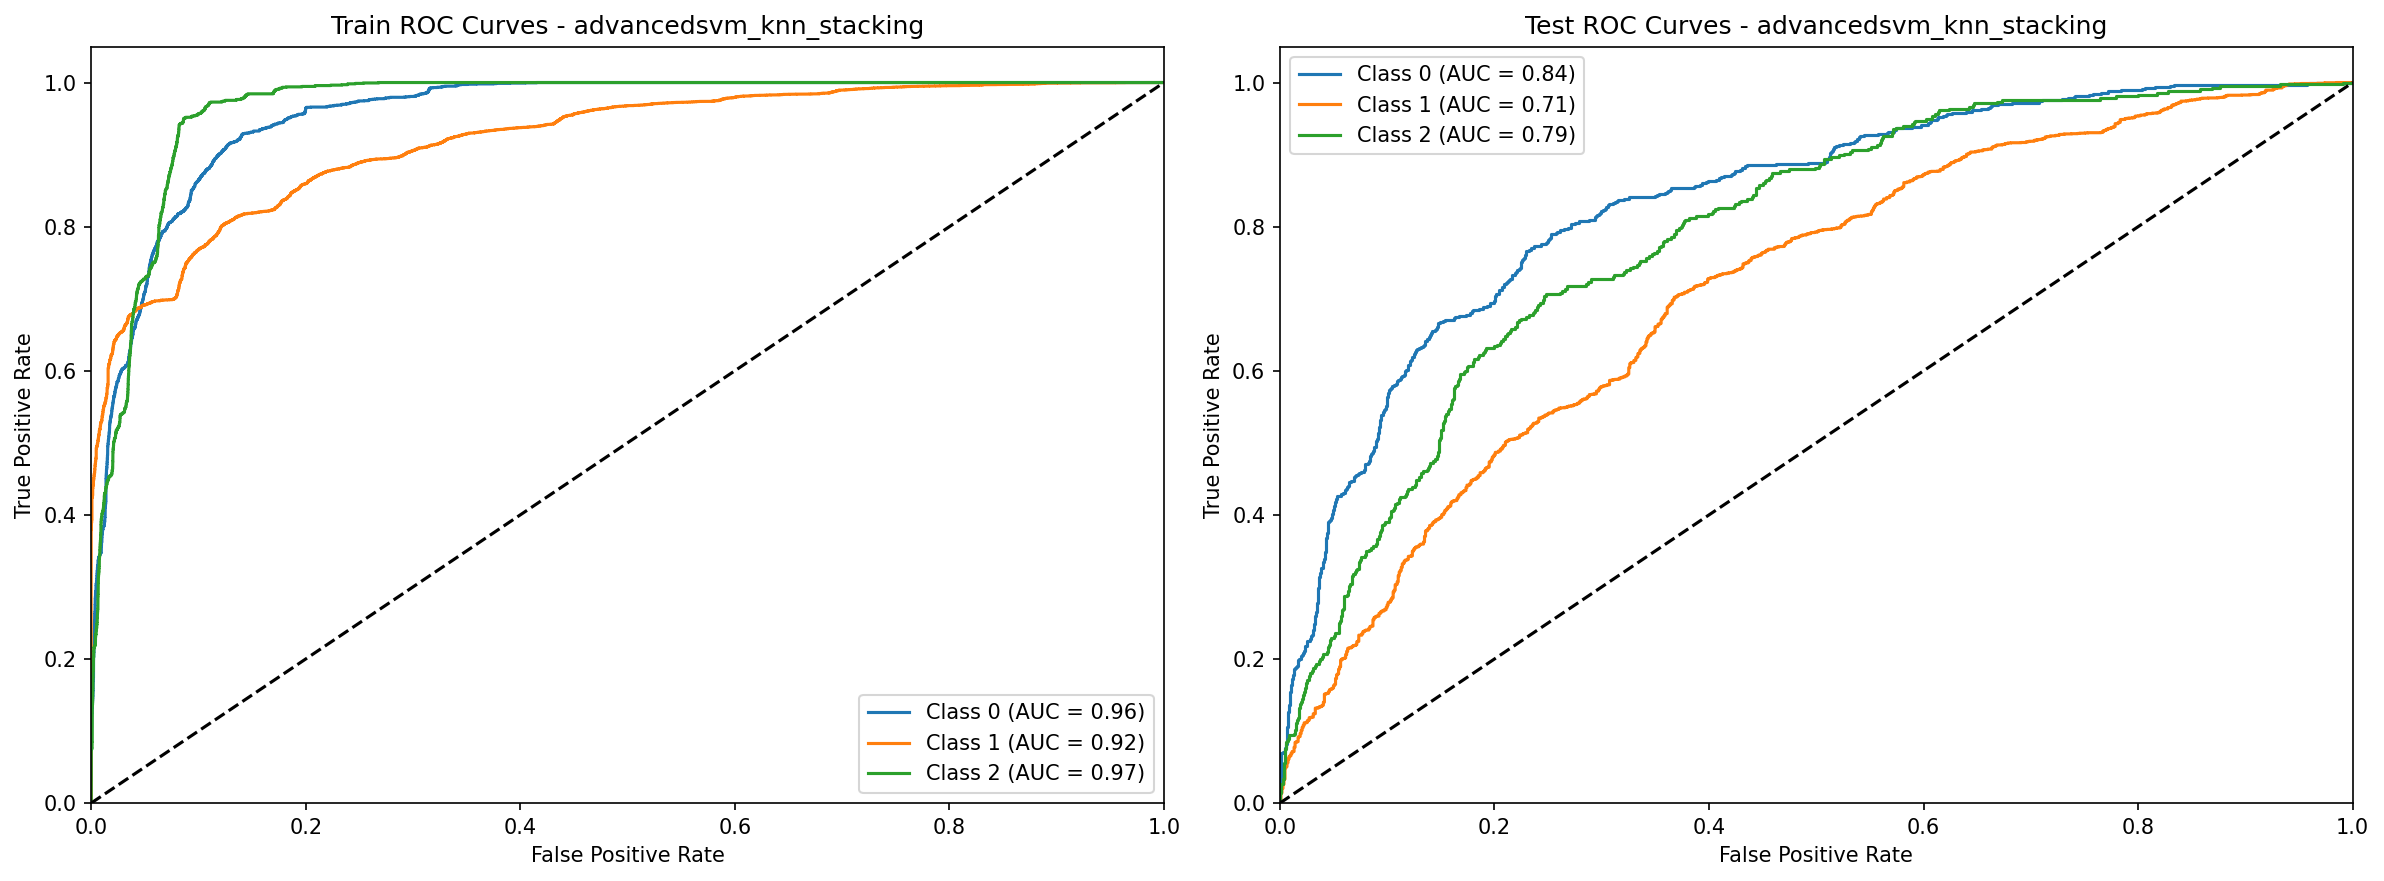 Train ROC Curves - advancedsvm_knn_stacking
True Positive Rate
1.0
0.8
0.6
0.4
0.2
0.0
Class 0 (AUC = 0.96)
Class 1 (AUC = 0.92)
Class 2 (AUC = 0.97)
0.0 0.2 0.4 0.6 0.8 1.0
False Positive Rate
Test ROC Curves - advancedsvm_knn_stacking
True Positive Rate
1.0
0.8
0.6
0.4
0.2
0.0
Class 0 (AUC = 0.84)
Class 1 (AUC = 0.71)
Class 2 (AUC = 0.79)
0.0 0.2 0.4 0.6 0.8 1.0
False Positive Rate